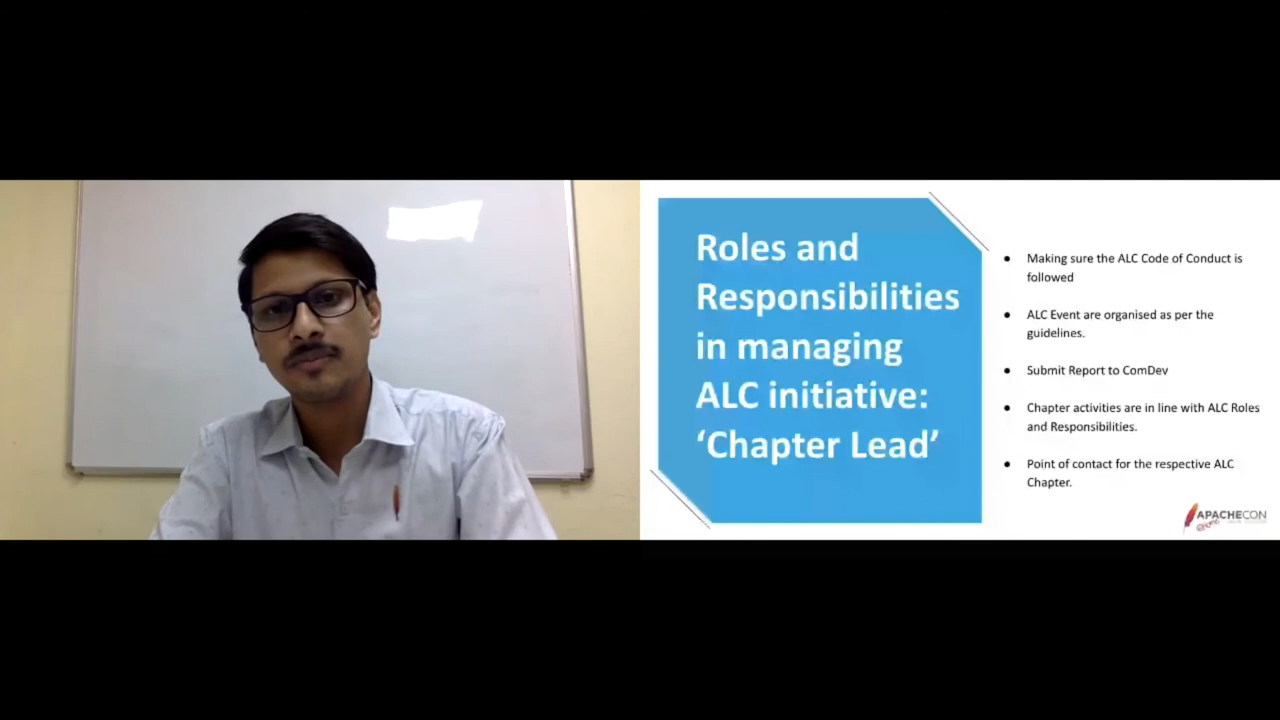 Roles and
Responsibilities
in managing
ALC initiative:
‘Chapter Lead’
● Making sure the ALC Code of Conduct is
followed
● ALC Event are organised as per the
guidelines.
● Submit Report to ComDev
● Chapter activities are in line with ALC Roles
and Responsibilities.
● Point of contact for the respective ALC
Chapter.
APACHECON
@home